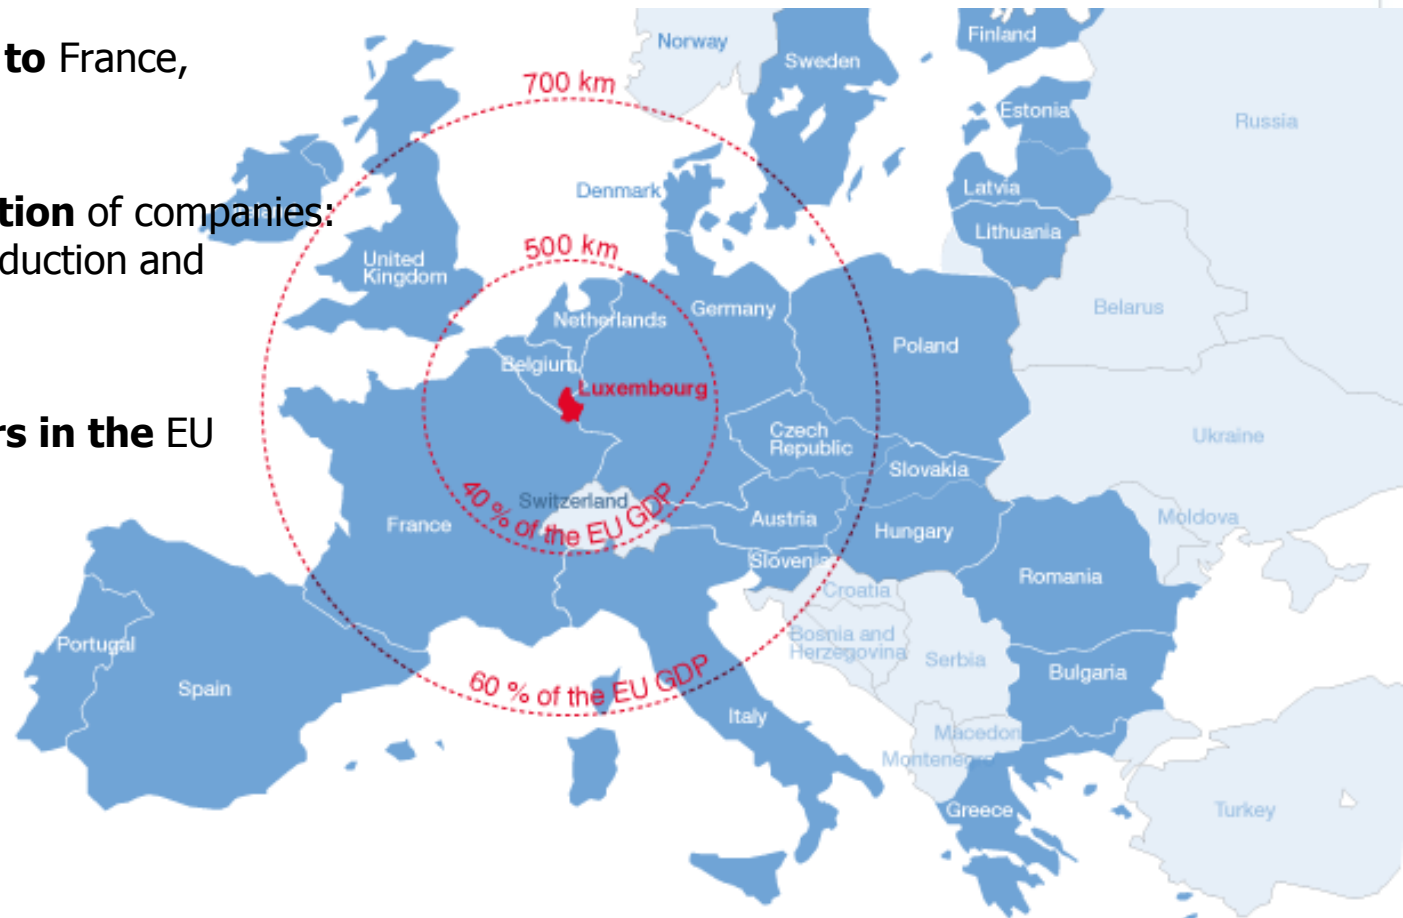 to France,
tion of companies:
duction and
rs in the EU
Norway
Sweden
Finland
700 km
Estonia
Russia
Denmark
Latvia
Lithuania
500 km
United
Kingdom
Netherlands
Germany
Belarus
Poland
Belgium
Luxembourg
Czech
Republic
Ukraine
Slovakia
Switzerland
40 % of the EU GDP
France
Austria
Hungary
Moldova
Slovenia
Romania
Croatia
Bosnia and
Herzegovina
Serbia
Portugal
Spain
60 % of the EU GDP
Bulgaria
Italy
Macedon
Montenegro
Greece
Turkey